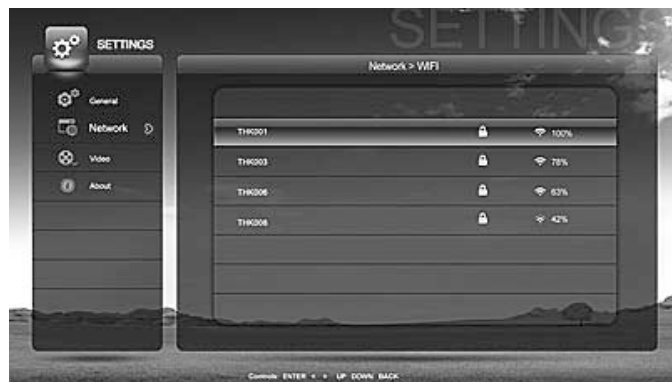 SETTINGS
SETTINGS
Network > WIFI
General
Network
Video
About
THK001 100%
THK003 78%
THK006 63%
THK008 42%
Controls: ENTER < > UP DOWN BACK